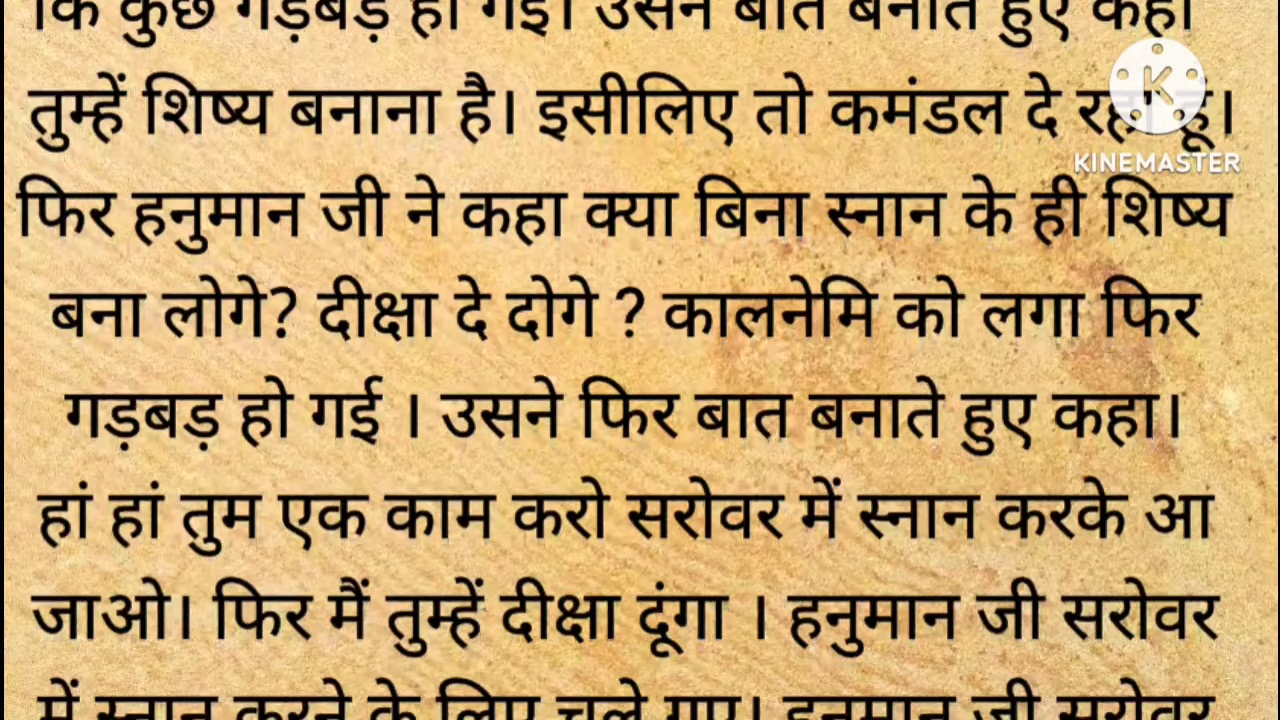 कि कुछ गड़बड़ हो गई। उसने बात बनाते हुए कहा
तुम्हें शिष्य बनाना है। इसीलिए तो कमंडल दे रहा हूं।
KINEMASTER
फिर हनुमान जी ने कहा क्या बिना स्नान के ही शिष्य
बना लोगे? दीक्षा दे दोगे ? कालनेमि को लगा फिर
गड़बड़ हो गई । उसने फिर बात बनाते हुए कहा।
हां हां तुम एक काम करो सरोवर में स्नान करके आ
जाओ। फिर मैं तुम्हें दीक्षा दूंगा । हनुमान जी सरोवर
में स्नान करने के लिए चले गए। हनुमान जी सरोवर